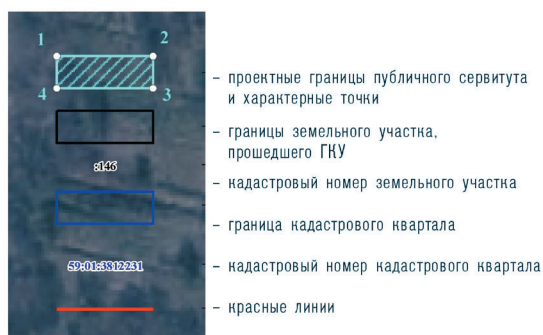 1 2
4 3
– проектные границы публичного сервитута
и характерные точки
– границы земельного участка,
прошедшего ГКУ
:146
– кадастровый номер земельного участка
– граница кадастрового квартала
59:01:3812231
– кадастровый номер кадастрового квартала
– красные линии